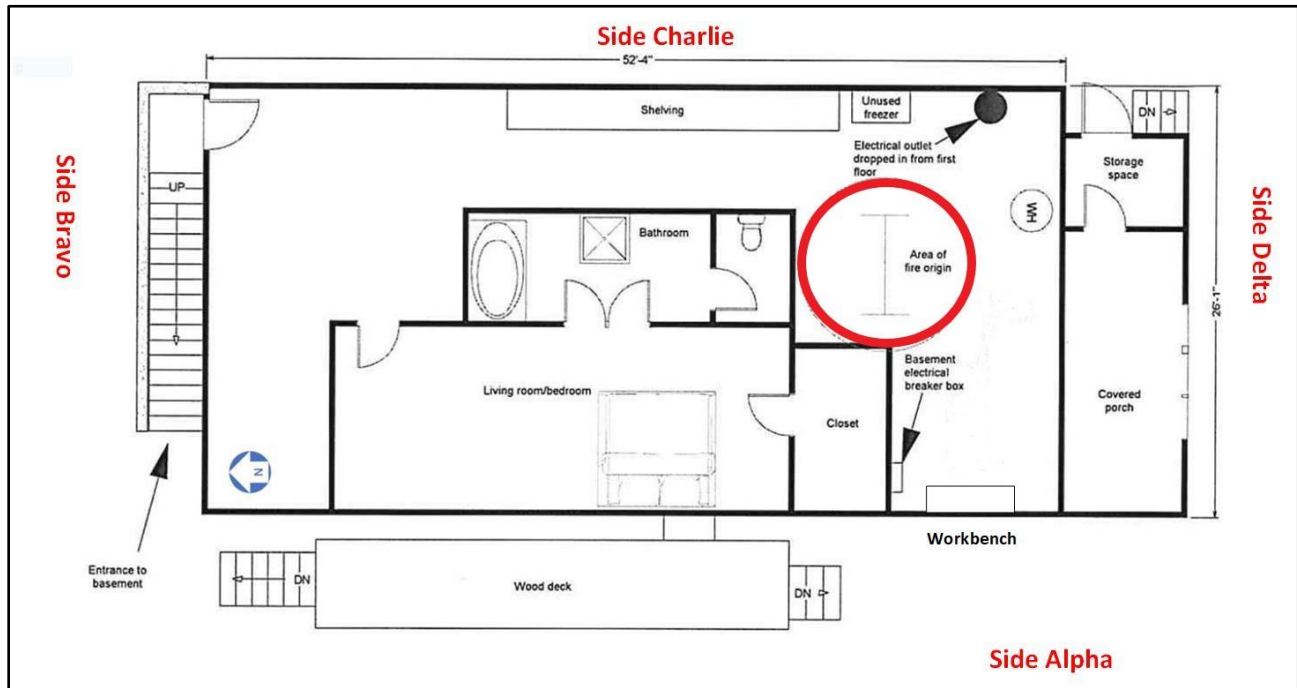 Side Charlie
52'-4"
Side Bravo
UP
Shelving
Unused
freezer
Electrical outlet
dropped in from first
floor
DN
Storage
space
WH
Side Delta
26'-1"
Bathroom
Area of
fire origin
Basement
electrical
breaker box
Living room/bedroom
Closet
Covered
porch
N
Workbench
Entrance to
basement
DN
Wood deck
DN
Side Alpha